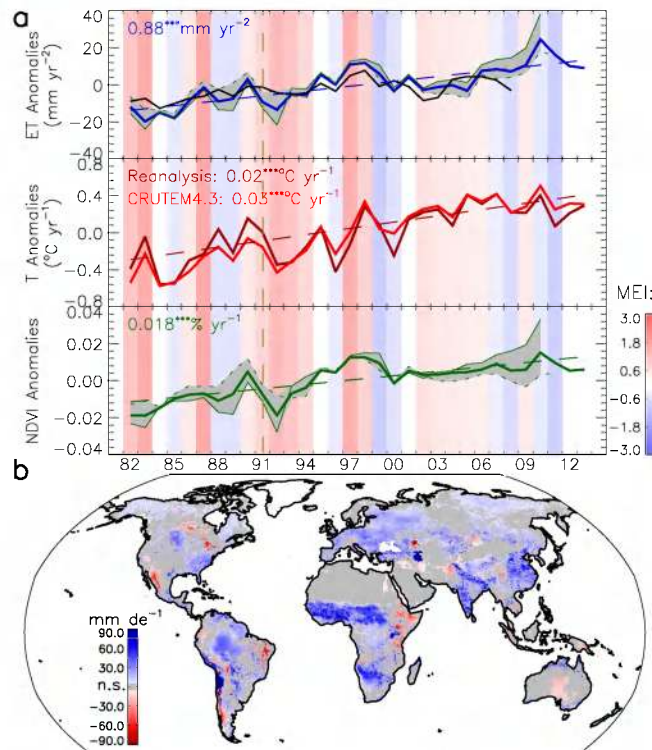 a
0.88***mm yr-2
ET Anomalies
(mm yr-2)
40
20
0
-20
-40
Reanalysis: 0.02***°C yr-1
CRUTEM4.3: 0.03***°C yr-1
T Anomalies
(°C yr-1)
0.8
0.4
0.0
-0.4
-0.8
0.018***% yr-1
NDVI Anomalies
0.04
0.02
0.00
-0.02
-0.04
82 85 88 91 94 97 00 03 06 09 12
MEI:
3.0
1.8
0.6
-0.6
-1.8
-3.0
b
mm de-1
90.0
60.0
30.0
n.s.
-30.0
-60.0
-90.0